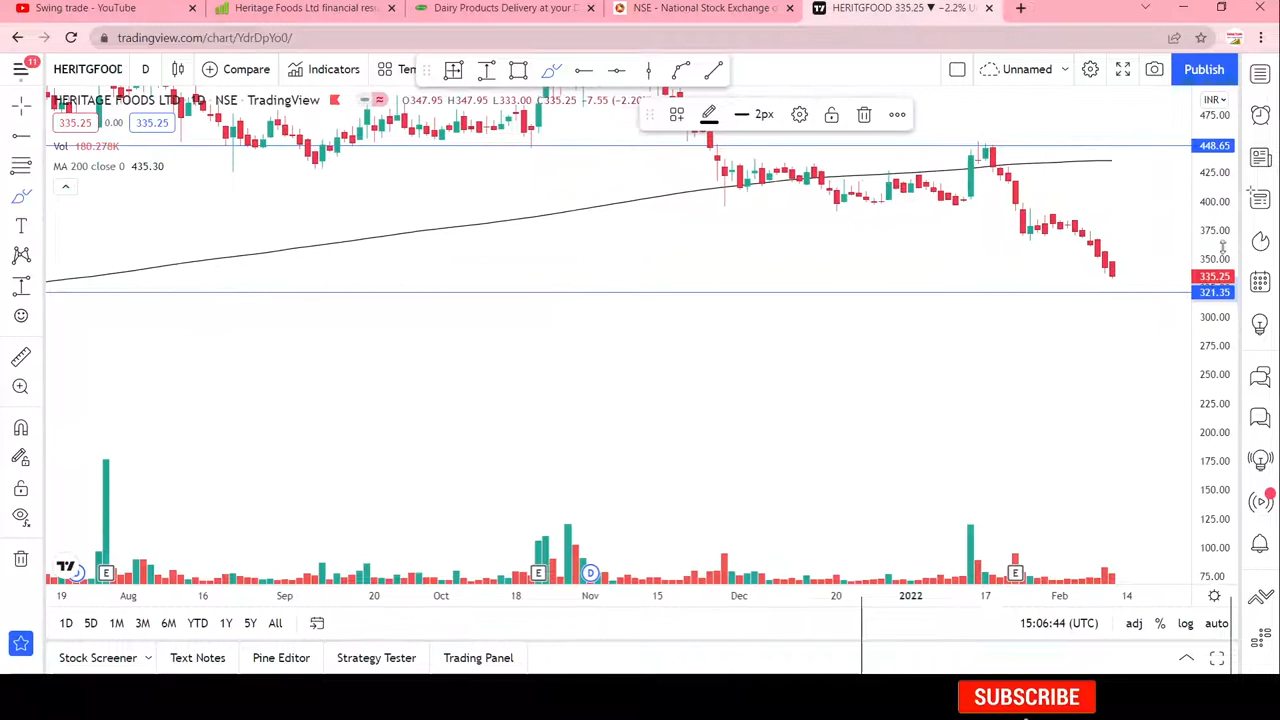 Swing trade - YouTube
Heritage Foods Ltd financial resu
Dairy Products Delivery at your D
NSE - National Stock Exchange o
HERITGFOOD 335.25 ▼ −2.2% U
tradingview.com/chart/YdrDpYo0/
11
HERITGFOOD
D
Compare
Indicators
Tem
Unnamed
Publish
HERITAGE FOODS LTD · 1D · NSE · TradingView
O347.95 H347.95 L333.00 C335.25 −7.55 (−2.20%
2px
INR
335.25
0.00
335.25
Vol 180.278K
MA 200 close 0 435.30
475.00
448.65
425.00
400.00
375.00
350.00
335.25
321.35
300.00
275.00
250.00
225.00
200.00
175.00
150.00
125.00
100.00
75.00
E
E
D
E
19
Aug
16
Sep
20
Oct
18
Nov
15
Dec
20
2022
17
Feb
14
1D
5D
1M
3M
6M
YTD
1Y
5Y
All
15:06:44 (UTC)
adj
%
log
auto
Stock Screener
Text Notes
Pine Editor
Strategy Tester
Trading Panel
SUBSCRIBE